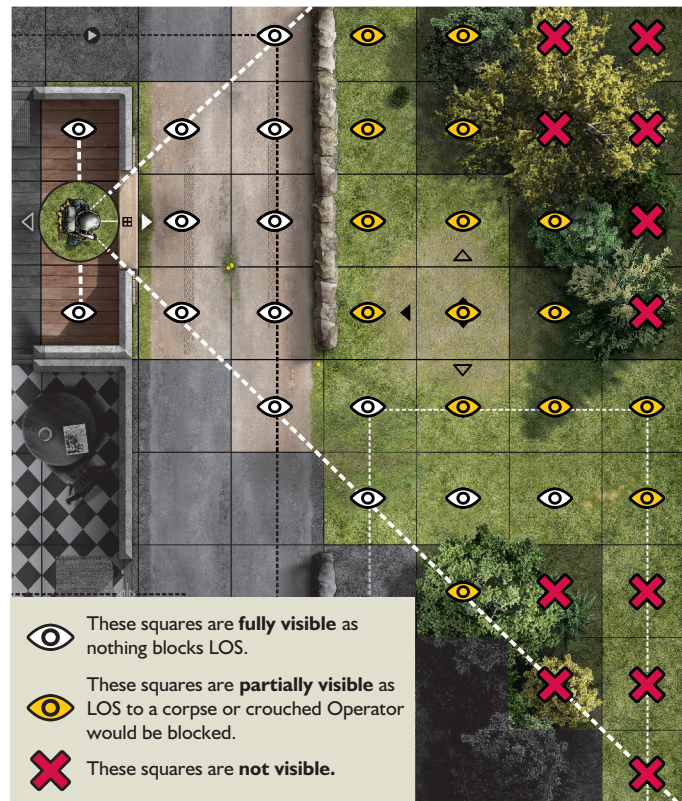 These squares are fully visible as
nothing blocks LOS.
These squares are partially visible as
LOS to a corpse or crouched Operator
would be blocked.
These squares are not visible.